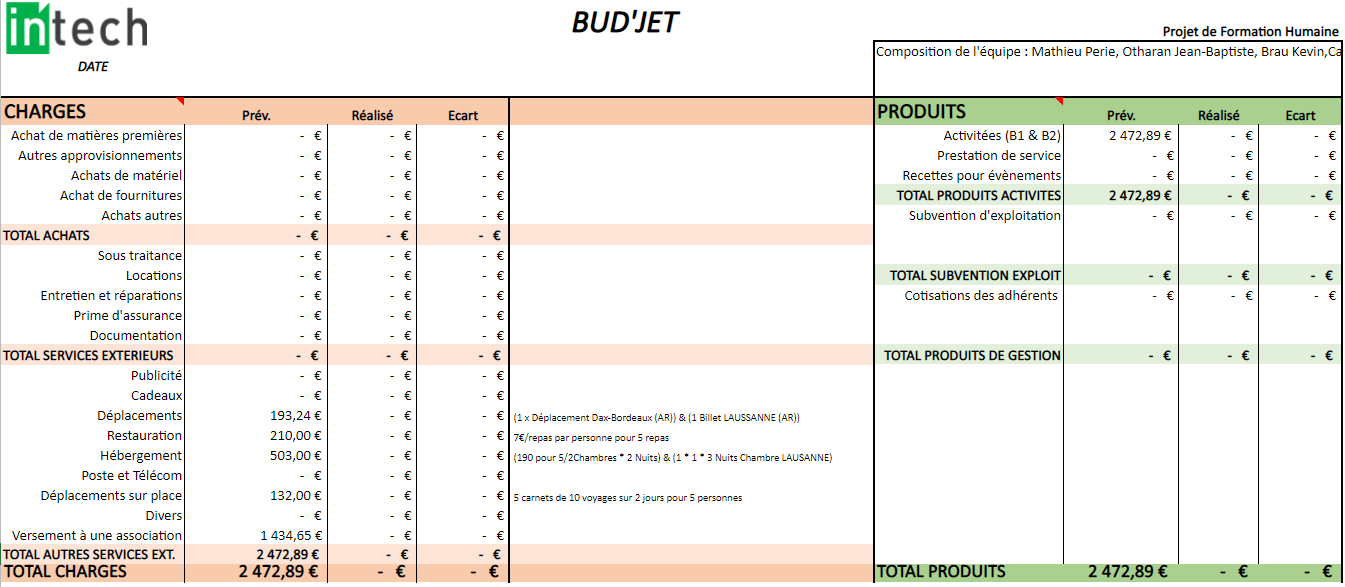 intech
BUD'JET
DATE
Projet de Formation Humaine
Composition de l'équipe : Mathieu Perie, Otharan Jean-Baptiste, Brau Kevin,Ca
CHARGES Prév. Réalisé Ecart PRODUITS Prév. Réalisé Ecart
Achat de matières premières - € - € - € Activitées (B1 & B2) 2 472,89 € - € - €
Autres approvisionnements - € - € - € Prestation de service - € - € - €
Achats de matériel - € - € - € Recettes pour évènements - € - € - €
Achat de fournitures - € - € - € TOTAL PRODUITS ACTIVITES 2 472,89 € - € - €
Achats autres - € - € - € Subvention d'exploitation - € - € - €
TOTAL ACHATS - € - € - €
Sous traitance - € - € - €
Locations - € - € - € TOTAL SUBVENTION EXPLOIT - € - € - €
Entretien et réparations - € - € - € Cotisations des adhérents - € - € - €
Prime d'assurance - € - € - €
Documentation - € - € - €
TOTAL SERVICES EXTERIEURS - € - € - € TOTAL PRODUITS DE GESTION - € - € - €
Publicité - € - € - €
Cadeaux - € - € - €
Déplacements 193,24 € - € - € (1 x Déplacement Dax-Bordeaux (AR)) & (1 Billet LAUSSANNE (AR))
Restauration 210,00 € - € - € 7€/repas par personne pour 5 repas
Hébergement 503,00 € - € - € (190 pour 5/2Chambres * 2 Nuits) & (1 * 1 * 3 Nuits Chambre LAUSANNE)
Poste et Télécom - € - € - €
Déplacements sur place 132,00 € - € - € 5 carnets de 10 voyages sur 2 jours pour 5 personnes
Divers - € - € - €
Versement à une association 1 434,65 € - € - €
TOTAL AUTRES SERVICES EXT. 2 472,89 € - € - €
TOTAL CHARGES 2 472,89 € - € - € TOTAL PRODUITS 2 472,89 € - € - €